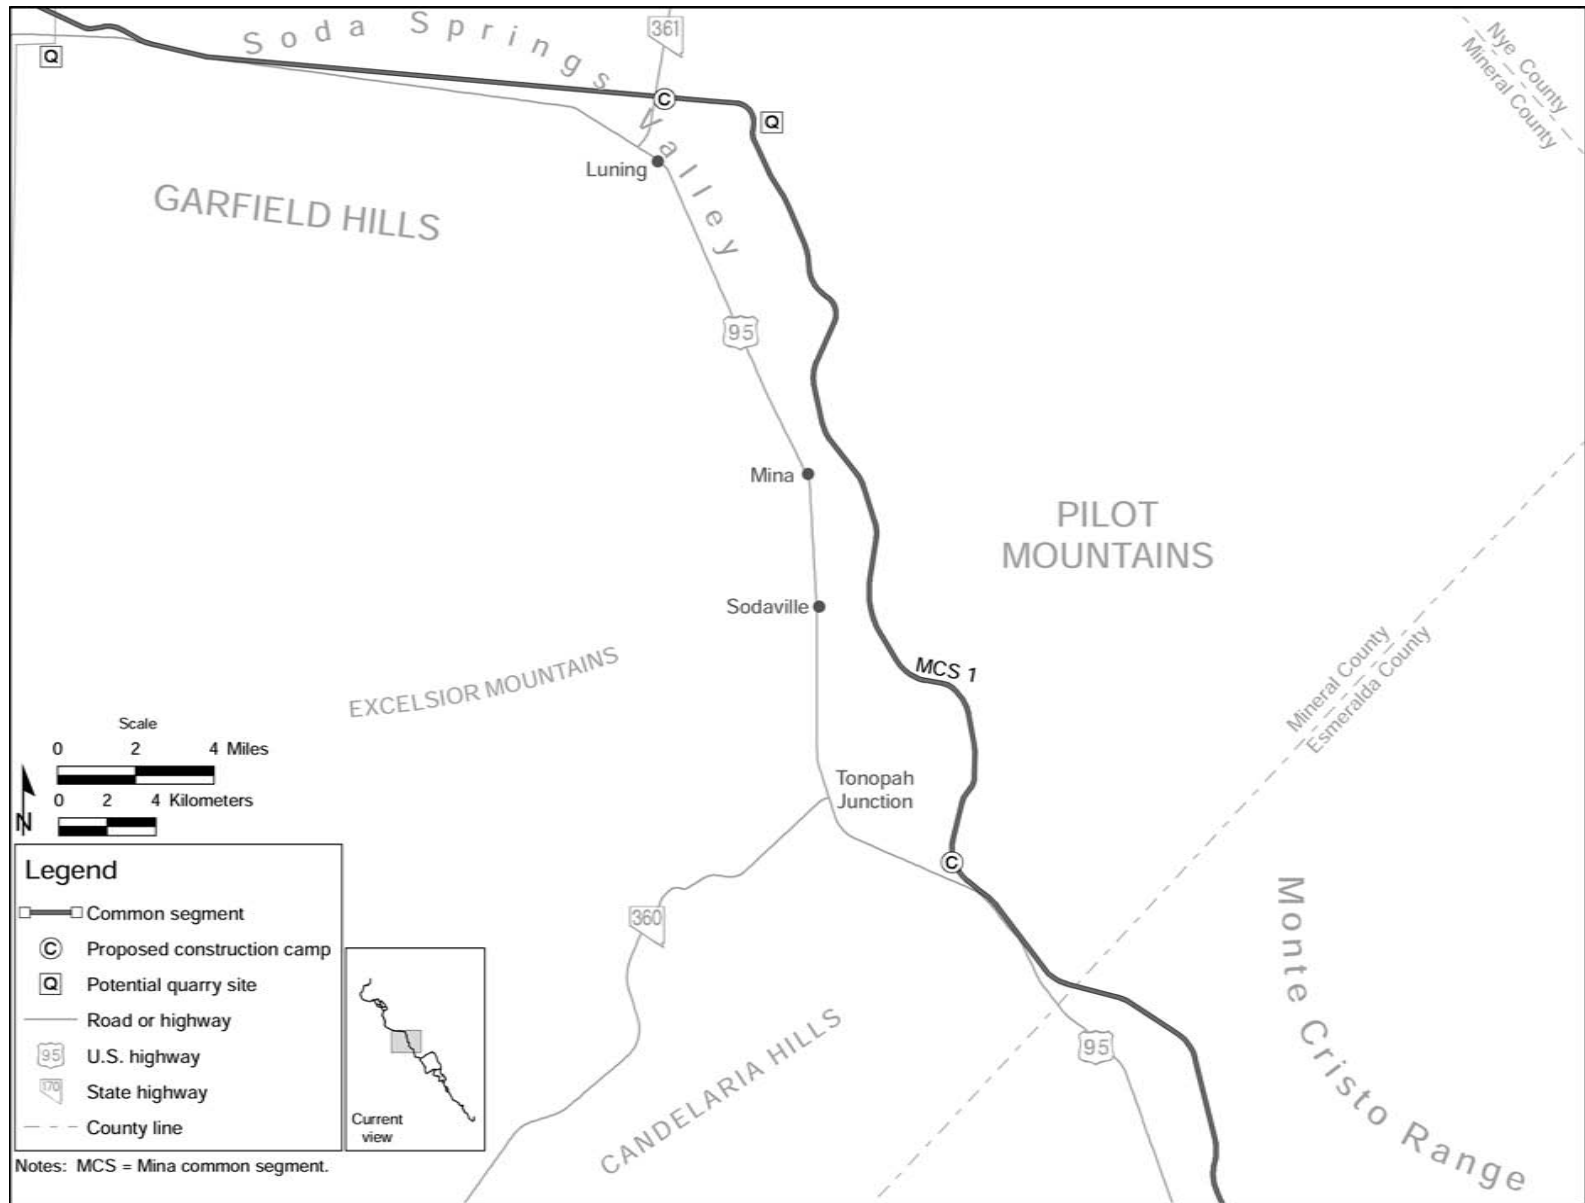 Soda Springs Valley
361
Nye County
Mineral County
Q
C
Q
Luning
GARFIELD HILLS
95
Mina
PILOT
MOUNTAINS
Sodaville
MCS 1
Mineral County
Esmeralda County
EXCELSIOR MOUNTAINS
Scale
0 2 4 Miles
0 2 4 Kilometers
N
Tonopah
Junction
C
360
95
Monte Cristo Range
CANDELARIA HILLS
Legend
Common segment
C Proposed construction camp
Q Potential quarry site
Road or highway
95 U.S. highway
170 State highway
County line
Current
view
Notes: MCS = Mina common segment.